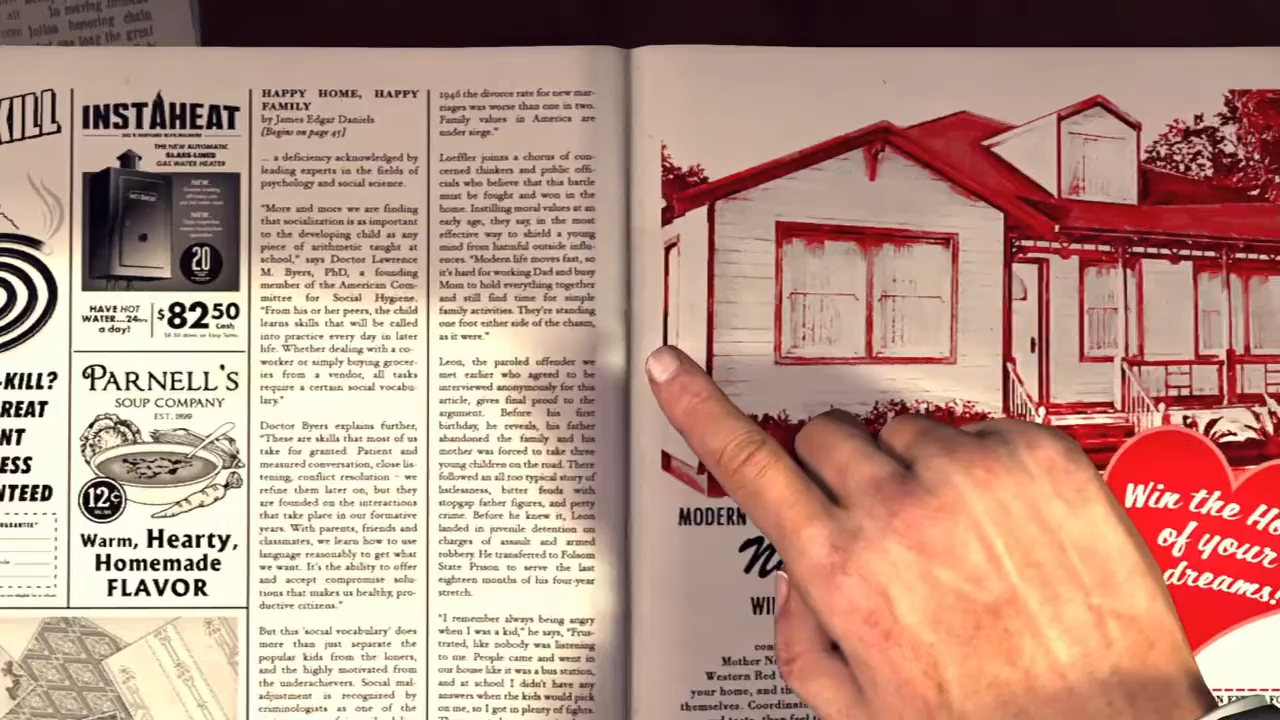 all
In moving
honoring chain
long the great
KILL
-KILL?
REAT
NT
ESS
NTEED
INSTAHEAT
THE NEW AUTOMATIC
GLASS-LINED
GAS WATER HEATER
NEW
NEW
20
HAVE HOT
WATER...24hrs
a day!
$82.50
Cash
PARNELL'S
SOUP COMPANY
EST. 1899
12¢
Warm, Hearty,
Homemade
FLAVOR
HAPPY HOME, HAPPY
FAMILY
by James Edgar Daniels
[Begins on page 45]
... a deficiency acknowledged by
leading experts in the fields of
psychology and social science.
"More and more we are finding
that socialization is as important
to the developing child as any
piece of arithmetic taught at
school," says Doctor Lawrence
M. Byers, PhD, a founding
member of the American Com-
mittee for Social Hygiene.
"From his or her peers, the child
learns skills that will be called
into practice every day in later
life. Whether dealing with a co-
worker or simply buying grocer-
ies from a vendor, all tasks
require a certain social vocabu-
lary."
Doctor Byers explains further,
"These are skills that most of us
take for granted. Patient and
measured conversation, close lis-
tening, conflict resolution – we
refine them later on, but they
are founded on the interactions
that take place in our formative
years. With parents, friends and
classmates, we learn how to use
language reasonably to get what
we want. It's the ability to offer
and accept compromise solu-
tions that makes us healthy, pro-
ductive citizens."
But this 'social vocabulary' does
more than just separate the
popular kids from the loners,
and the highly motivated from
the underachievers. Social mal-
adjustment is recognized by
criminologists as one of the
1946 the divorce rate for new mar-
riages was worse than one in two.
Family values in America are
under siege."
Loeffler joins a chorus of con-
cerned thinkers and public offi-
cials who believe that this battle
must be fought and won in the
home. Instilling moral values at an
early age, they say, in the most
effective way to shield a young
mind from harmful outside influ-
ences. "Modern life moves fast, so
it's hard for working Dad and busy
Mom to hold everything together
and still find time for simple
family activities. They're standing
one foot either side of the chasm,
as it were."
Leon, the paroled offender we
met earlier who agreed to be
interviewed anonymously for this
article, gives final proof to the
argument. Before his first
birthday, he reveals, his father
abandoned the family and his
mother was forced to take three
young children on the road. There
followed an all too typical story of
listlessness, bitter feuds with
stopgap father figures, and petty
crime. Before he knew it, Leon
landed in juvenile detention on
charges of assault and armed
robbery. He transferred to Folsom
State Prison to serve the last
eighteen months of his four-year
stretch.
"I remember always being angry
when I was a kid," he says, "Frus-
trated, like nobody was listening
to me. People came and went in
our house like it was a bus station,
and at school I didn't have any
answers when the kids would pick
on me, so I got in plenty of fights.
MODERN
WI
Mother N
Western Red
your home, and th
themselves. Coordinate
Win the Ho
of your
dreams!